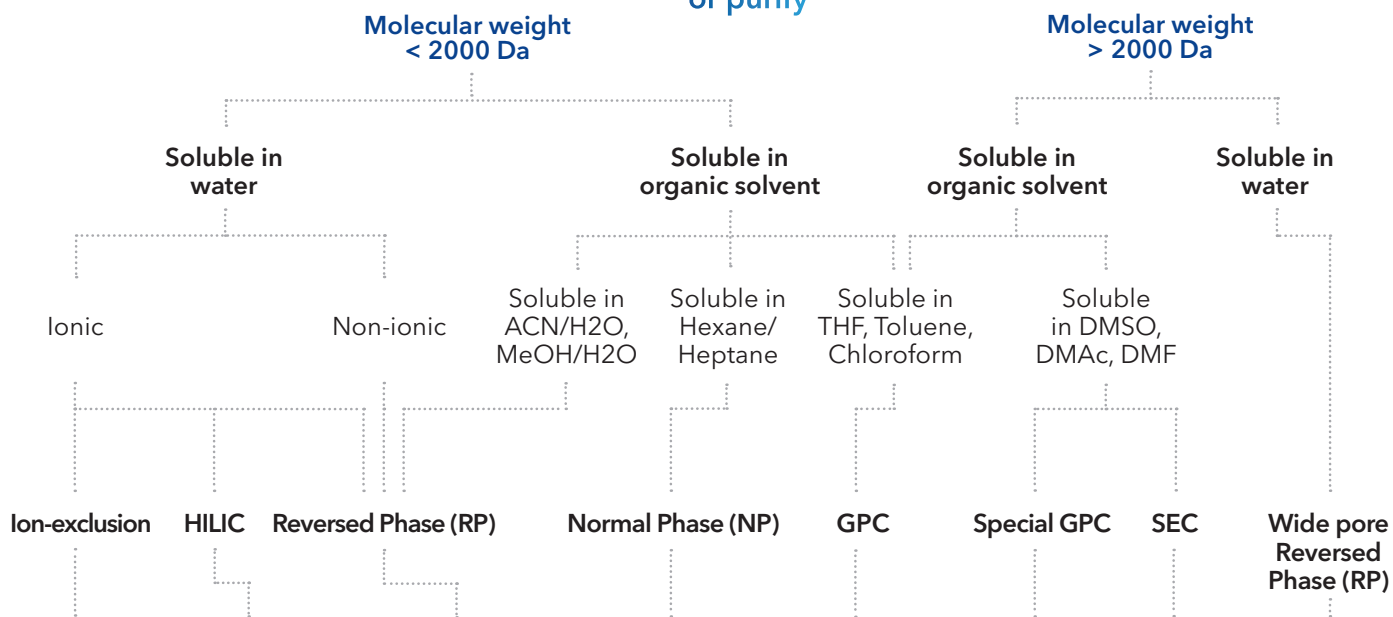 or purify
Molecular weight
< 2000 Da
Molecular weight
> 2000 Da
Soluble in
water
Soluble in
organic solvent
Soluble in
organic solvent
Soluble in
water
Ionic
Non-ionic
Soluble in
ACN/H2O,
MeOH/H2O
Soluble in
Hexane/
Heptane
Soluble in
THF, Toluene,
Chloroform
Soluble
in DMSO,
DMAc, DMF
Ion-exclusion
HILIC
Reversed Phase (RP)
Normal Phase (NP)
GPC
Special GPC
SEC
Wide pore
Reversed
Phase (RP)